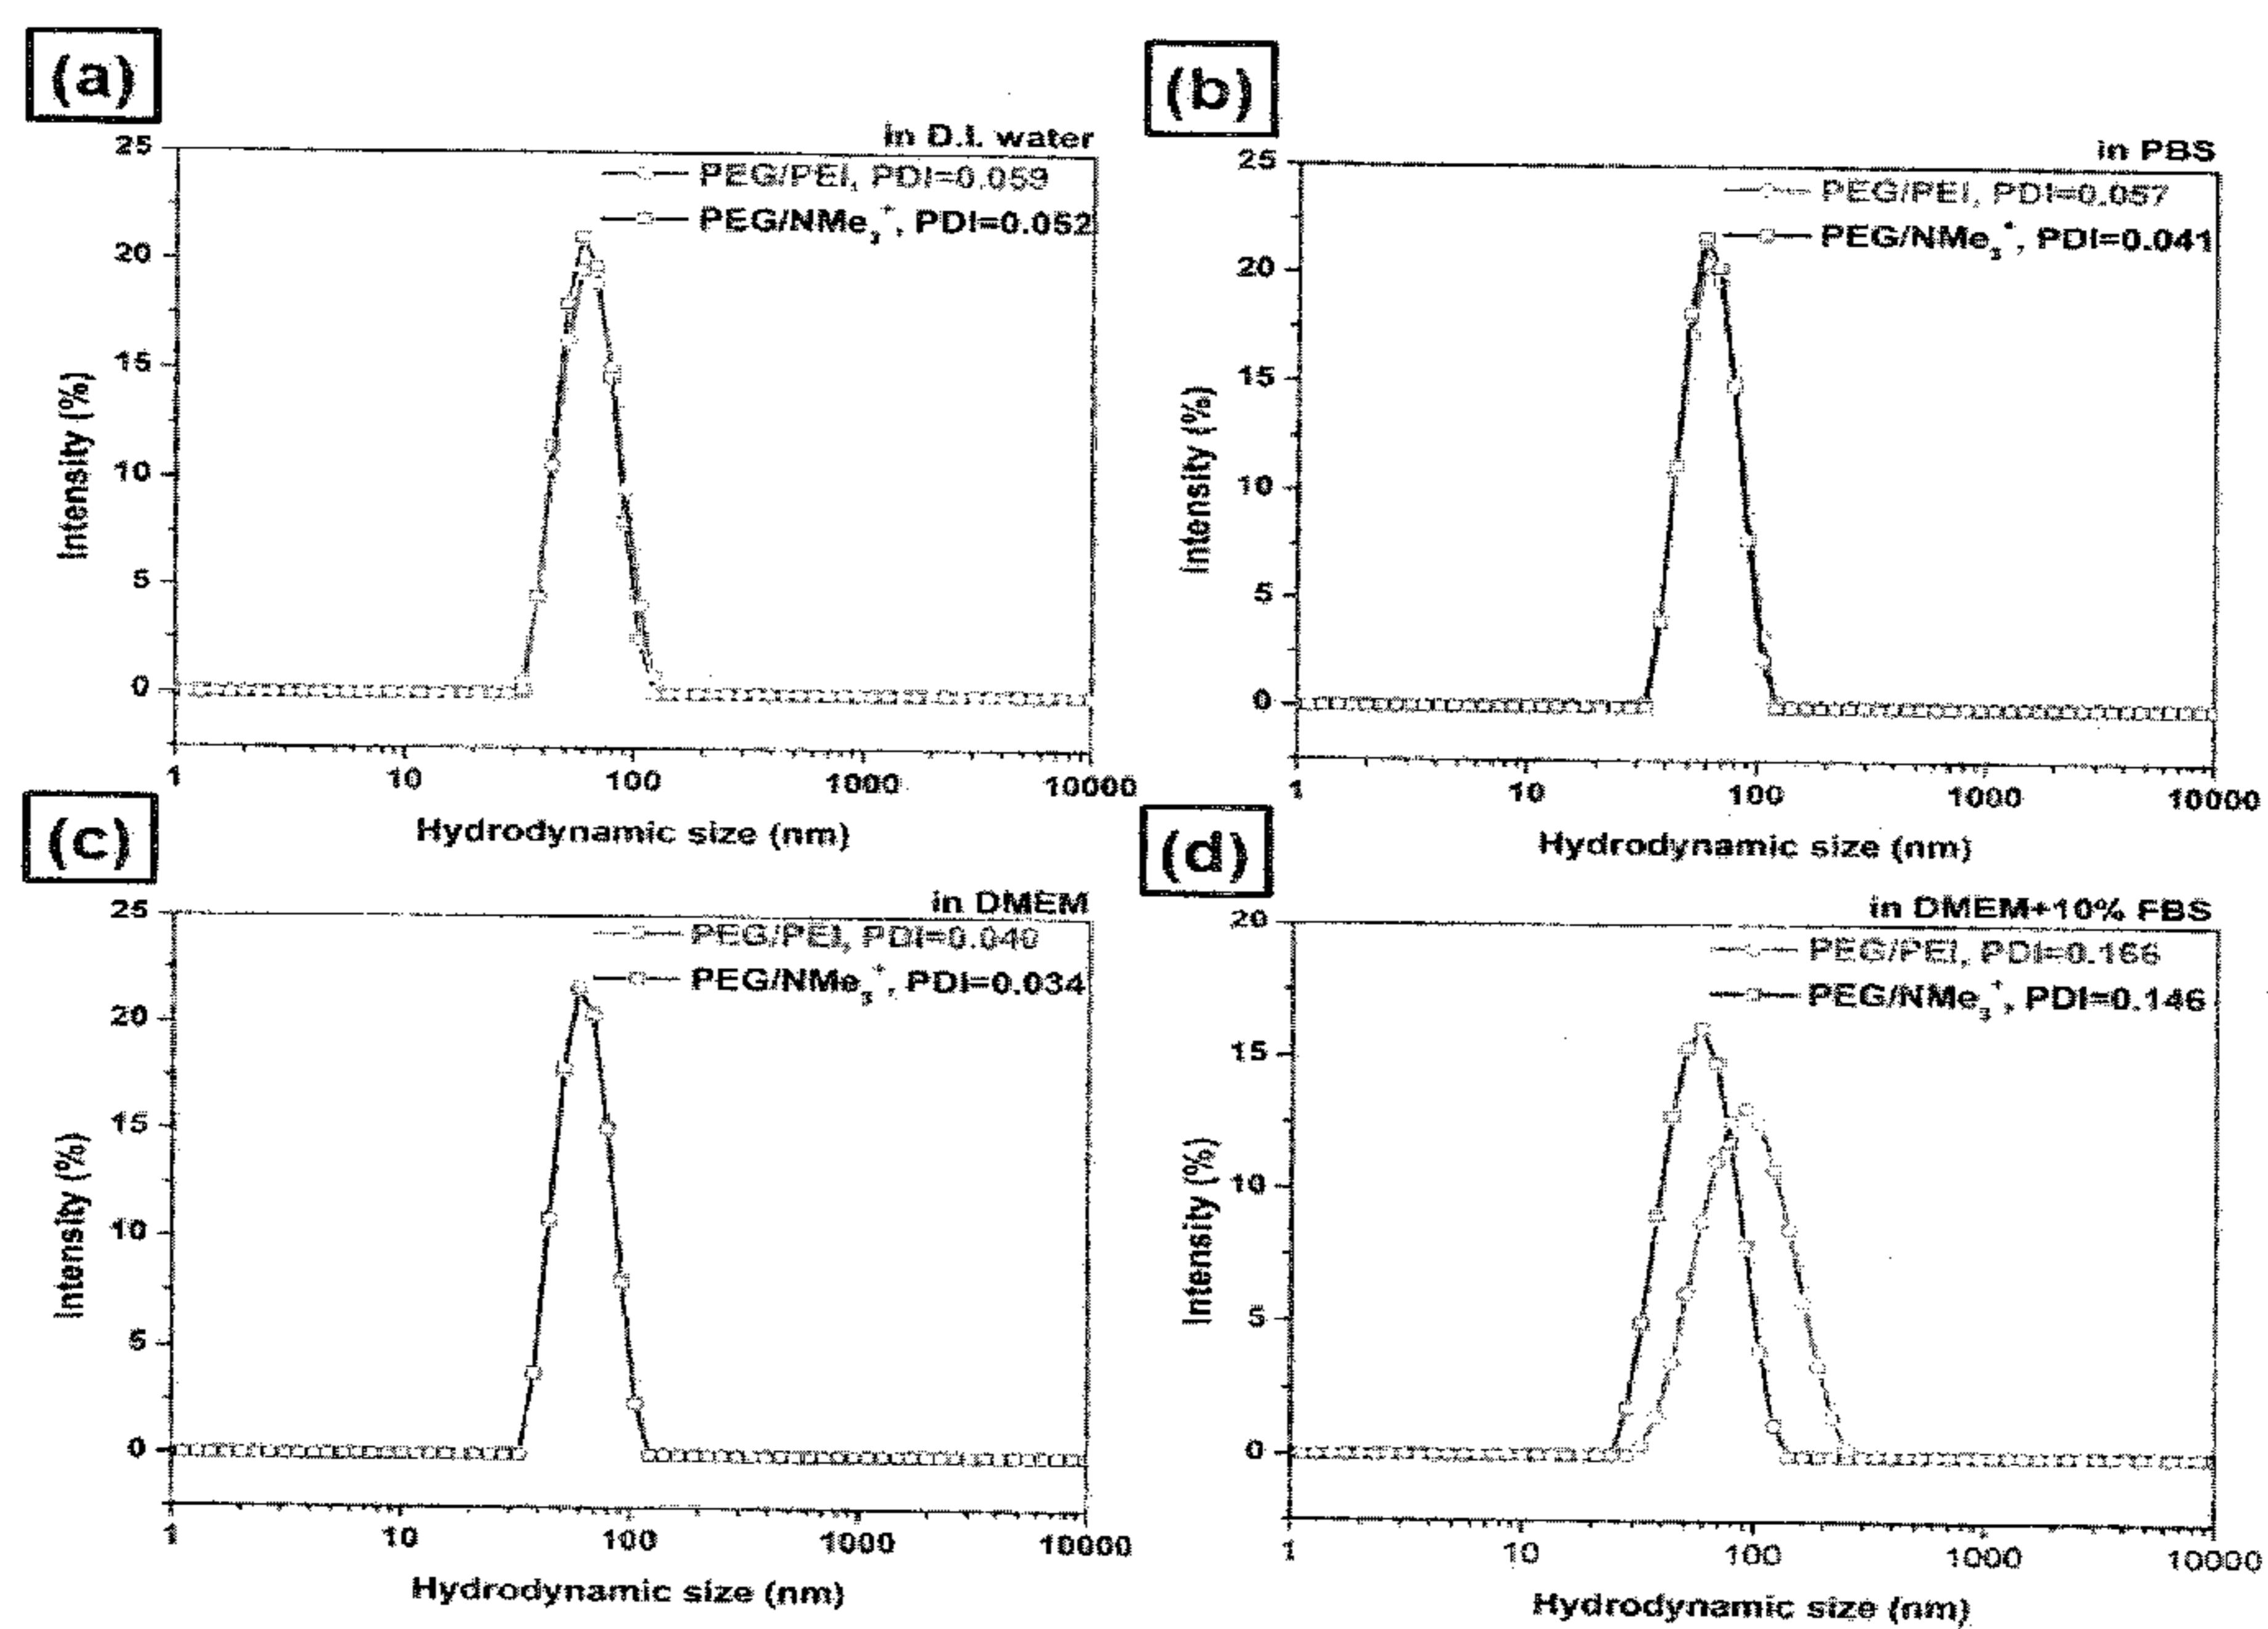 (a)
in D.I. water
25
PEG/PEI, PDI=0.059
PEG/NMe₃⁺, PDI=0.052
20
15
10
5
0
Intensity (%)
1 10 100 1000 10000
Hydrodynamic size (nm)
(b)
in PBS
25
PEG/PEI, PDI=0.057
PEG/NMe₃⁺, PDI=0.041
20
15
10
5
0
Intensity (%)
1 10 100 1000 10000
Hydrodynamic size (nm)
(c)
in DMEM
25
PEG/PEI, PDI=0.040
PEG/NMe₃⁺, PDI=0.034
20
15
10
5
0
Intensity (%)
1 10 100 1000 10000
Hydrodynamic size (nm)
(d)
in DMEM+10% FBS
20
PEG/PEI, PDI=0.166
PEG/NMe₃⁺, PDI=0.146
15
10
5
0
Intensity (%)
1 10 100 1000 10000
Hydrodynamic size (nm)